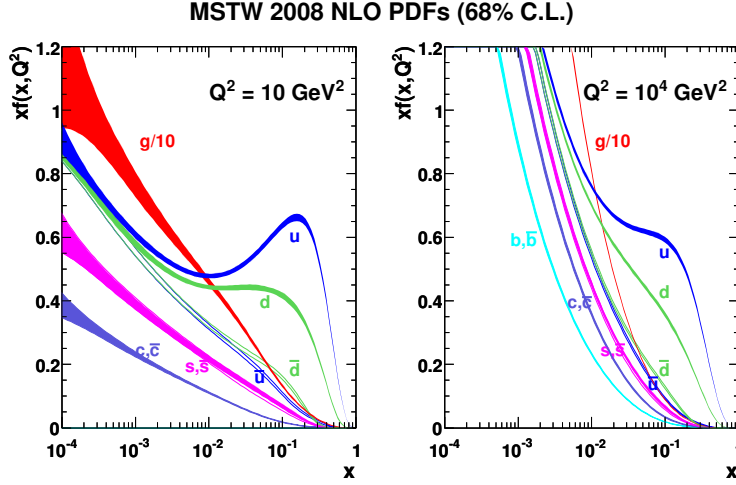 MSTW 2008 NLO PDFs (68% C.L.)
xf(x,Q²)
1.2
1
0.8
0.6
0.4
0.2
0
Q² = 10 GeV²
g/10
u
d
c,c̅
s,s̅
u̅
d̅
10⁻⁴
10⁻³
10⁻²
10⁻¹
1
x
xf(x,Q²)
1.2
1
0.8
0.6
0.4
0.2
0
Q² = 10⁴ GeV²
g/10
b,b̅
u
d
c,c̅
s,s̅
d̅
u̅
10⁻⁴
10⁻³
10⁻²
10⁻¹
1
x